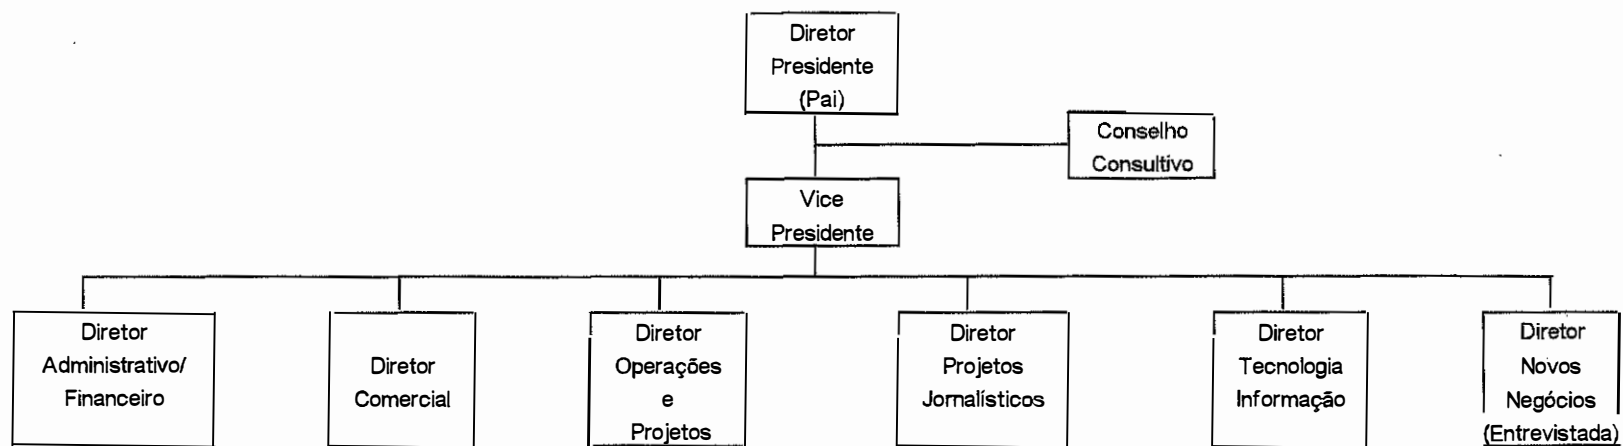 Diretor
Presidente
(Pai)
Conselho
Consultivo
Vice
Presidente
Diretor
Administrativo/
Financeiro
Diretor
Comercial
Diretor
Operações
e
Projetos
Diretor
Projetos
Jornalísticos
Diretor
Tecnologia
Informação
Diretor
Novos
Negócios
(Entrevistada)